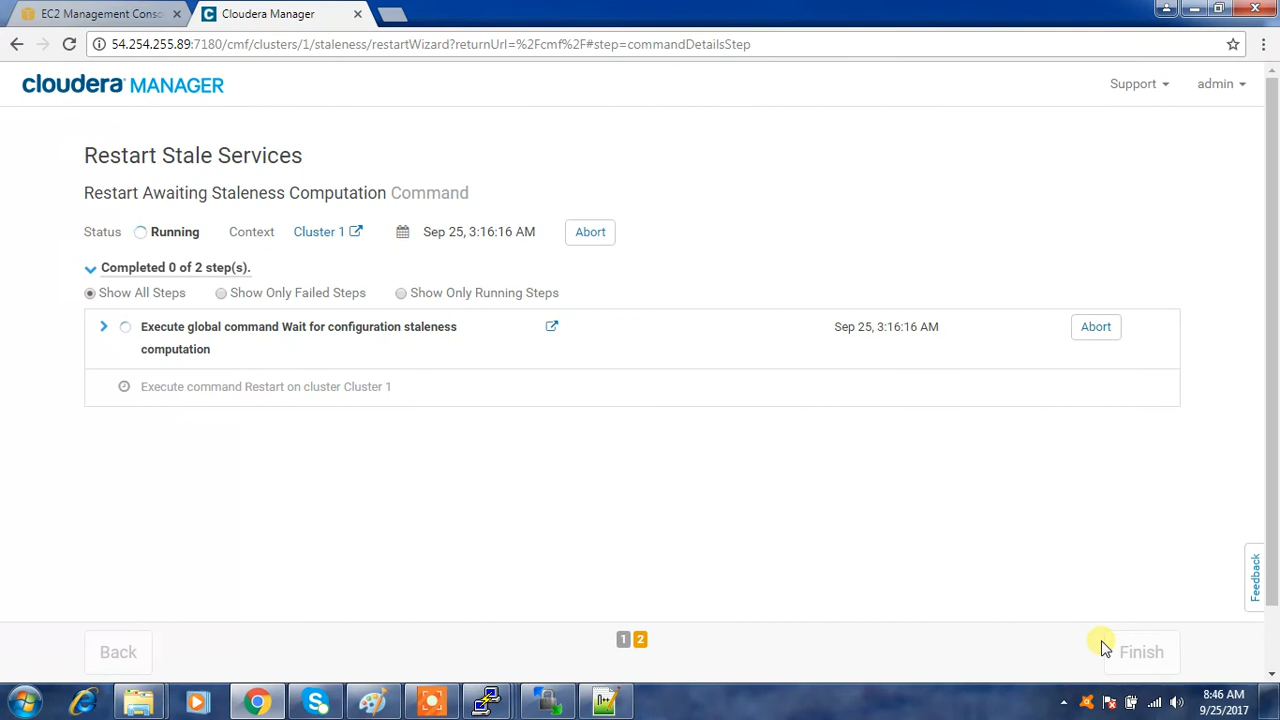 EC2 Management Conso
Cloudera Manager
54.254.255.89:7180/cmf/clusters/1/staleness/restartWizard?returnUrl=%2Fcmf%2F#step=commandDetailsStep
cloudera MANAGER
Support
admin
Restart Stale Services
Restart Awaiting Staleness Computation Command
Status Running Context Cluster 1 Sep 25, 3:16:16 AM Abort
Completed 0 of 2 step(s).
Show All Steps Show Only Failed Steps Show Only Running Steps
Execute global command Wait for configuration staleness Sep 25, 3:16:16 AM Abort
computation
Execute command Restart on cluster Cluster 1
Feedback
Back 1 2 Finish
8:46 AM
9/25/2017